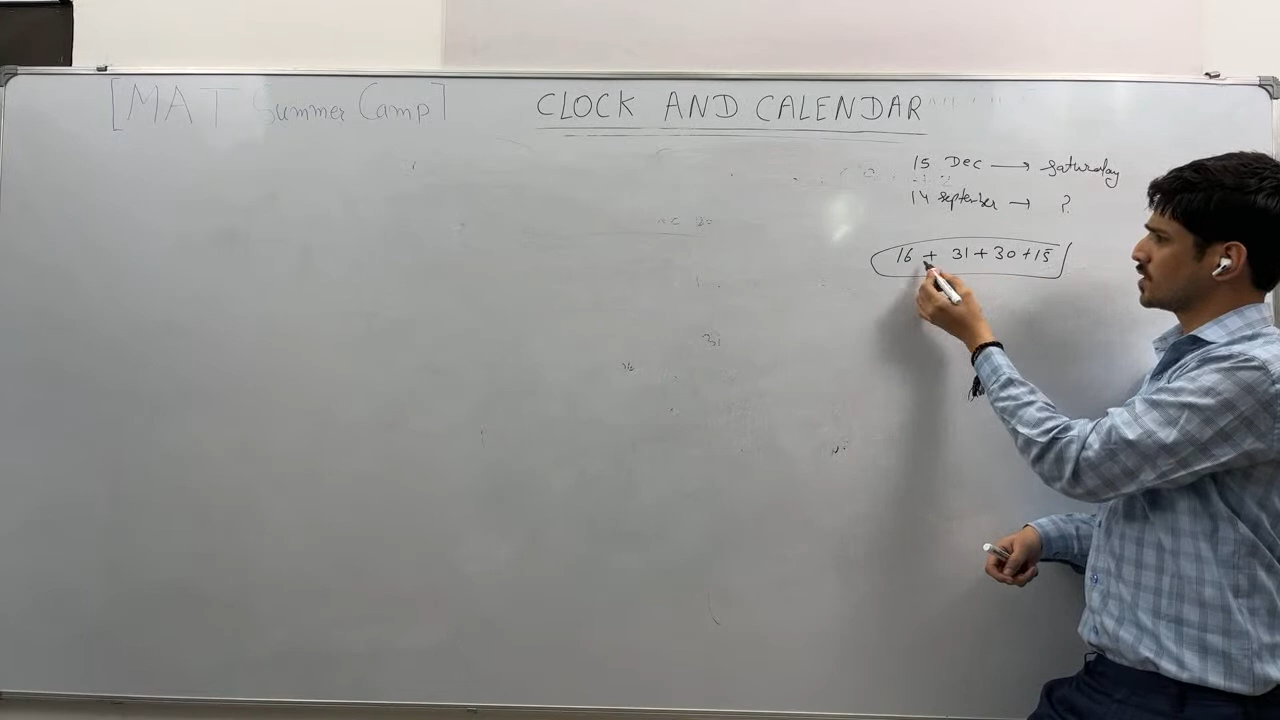 [MAT Summer Camp]
CLOCK AND CALENDAR
15 Dec → Saturday
14 September → ?
16 + 31 + 30 + 15